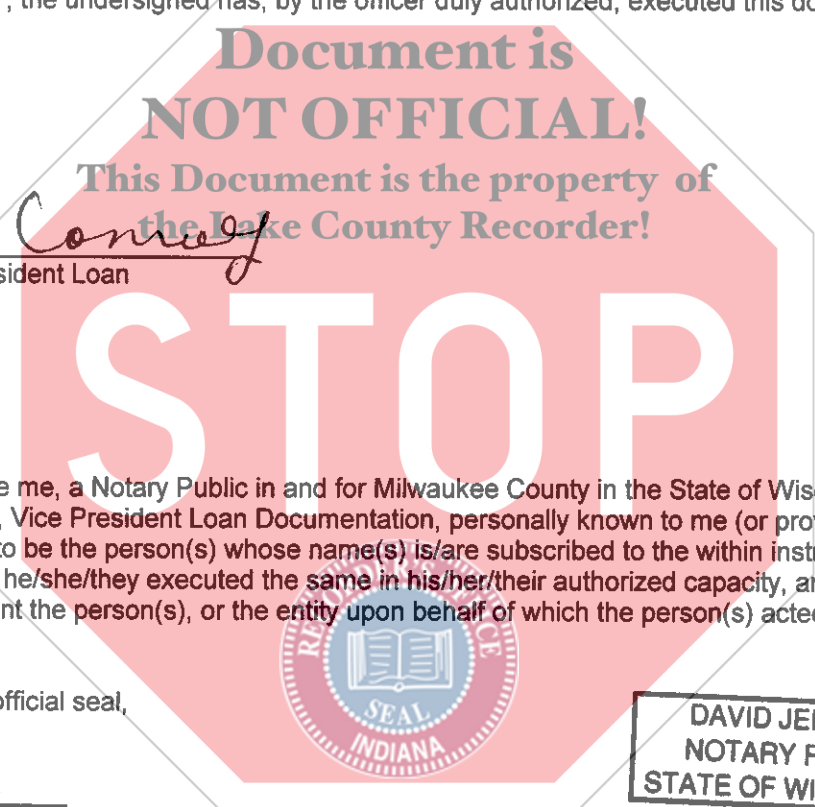 , the undersigned has, by the officer duly authorized, executed this do
Document is
NOT OFFICIAL!
This Document is the property of
the Lake County Recorder!
Conroy
sident Loan
STOP
e me, a Notary Public in and for Milwaukee County in the State of Wis
, Vice President Loan Documentation, personally known to me (or prov
to be the person(s) whose name(s) is/are subscribed to the within instr
he/she/they executed the same in his/her/their authorized capacity, an
nt the person(s), or the entity upon behalf of which the person(s) acted
RECORDER'S OFFICE
SEAL
INDIANA
official seal,
DAVID JE
NOTARY P
STATE OF WI